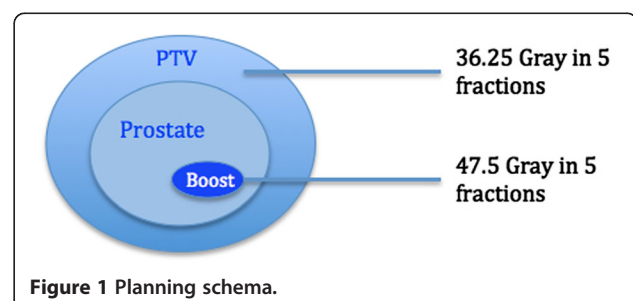 PTV
36.25 Gray in 5
fractions
Prostate
Boost
47.5 Gray in 5
fractions
Figure 1 Planning schema.